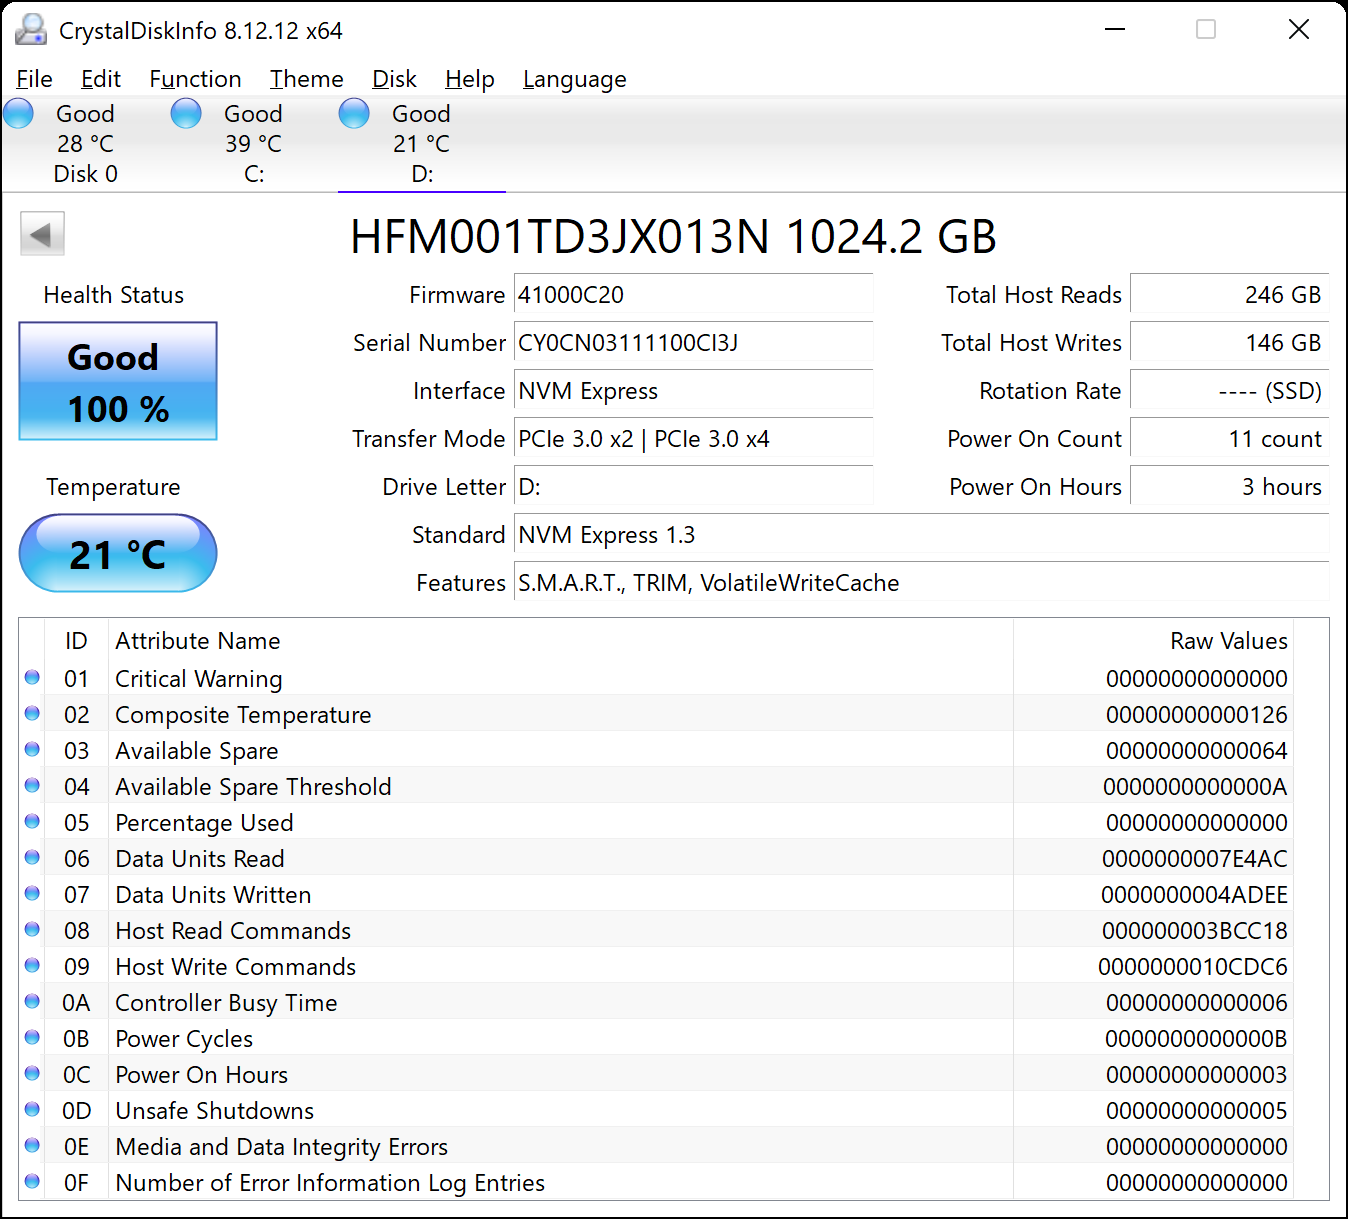 CrystalDiskInfo 8.12.12 x64
File Edit Function Theme Disk Help Language
Good Good Good
28 °C 39 °C 21 °C
Disk 0 C: D:
HFM001TD3JX013N 1024.2 GB
Health Status
Good
100 %
Temperature
21 °C
Firmware 41000C20 Total Host Reads 246 GB
Serial Number CY0CN03111100CI3J Total Host Writes 146 GB
Interface NVM Express Rotation Rate ---- (SSD)
Transfer Mode PCIe 3.0 x2 | PCIe 3.0 x4 Power On Count 11 count
Drive Letter D: Power On Hours 3 hours
Standard NVM Express 1.3
Features S.M.A.R.T., TRIM, VolatileWriteCache
ID Attribute Name Raw Values
01 Critical Warning 00000000000000
02 Composite Temperature 00000000000126
03 Available Spare 00000000000064
04 Available Spare Threshold 0000000000000A
05 Percentage Used 00000000000000
06 Data Units Read 0000000007E4AC
07 Data Units Written 0000000004ADEE
08 Host Read Commands 000000003BCC18
09 Host Write Commands 0000000010CDC6
0A Controller Busy Time 00000000000006
0B Power Cycles 0000000000000B
0C Power On Hours 00000000000003
0D Unsafe Shutdowns 00000000000005
0E Media and Data Integrity Errors 00000000000000
0F Number of Error Information Log Entries 00000000000000